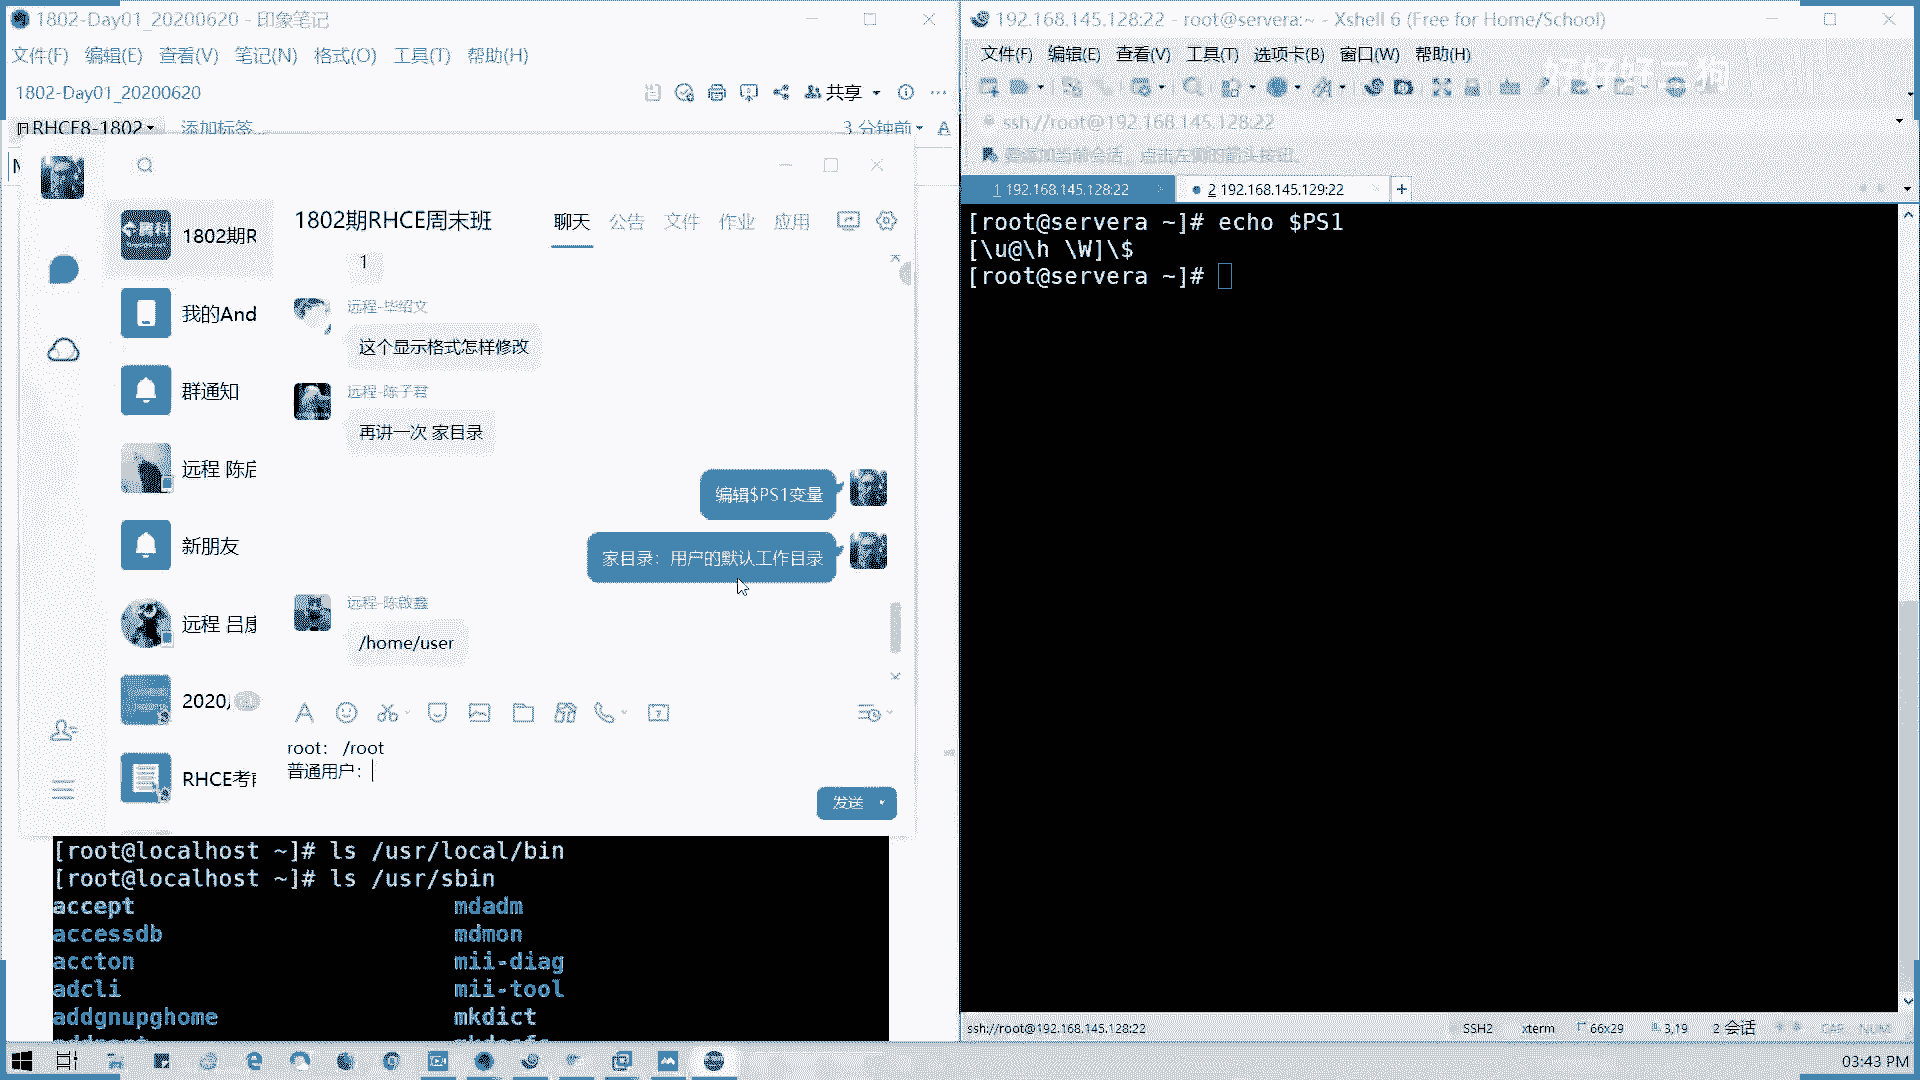 1802-Day01_20200620 - 印象笔记
文件(F) 编辑(E) 查看(V) 笔记(N) 格式(O) 工具(T) 帮助(H)
1802-Day01_20200620
共享
RHCE8-1802
添加标签...
3 分钟前
1802期R
我的And
群通知
远程 陈启
新朋友
远程 吕康
2020
RHCE考前
1802期RHCE周末班
聊天 公告 文件 作业 应用
1
远程-毕绍文
这个显示格式怎样修改
远程-陈子君
再讲一次 家目录
编辑$PS1变量
家目录：用户的默认工作目录
远程-陈啟鑫
/home/user
root： /root
普通用户：
发送
[root@localhost ~]# ls /usr/local/bin
[root@localhost ~]# ls /usr/sbin
accept mdadm
accessdb mdmon
accton mii-diag
adcli mii-tool
addgnupghome mkdict
192.168.145.128:22 - root@servera:~ - Xshell 6 (Free for Home/School)
文件(F) 编辑(E) 查看(V) 工具(T) 选项卡(B) 窗口(W) 帮助(H)
好好好二狗
ssh://root@192.168.145.128:22
要添加当前会话，点击左侧的箭头按钮。
1 192.168.145.128:22
2 192.168.145.129:22
[root@servera ~]# echo $PS1
[\u@\h \W]\$
[root@servera ~]#
ssh://root@192.168.145.128:22
SSH2 xterm 66x29 3,19 2 会话 CAP NUM
03:43 PM